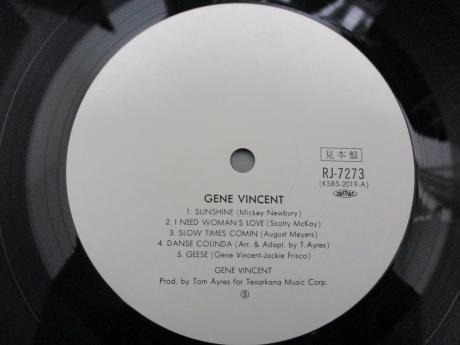 見本盤
RJ-7273
(KSBS-2019-A)
GENE VINCENT
1. SUNSHINE (Mickey Newbury)
2. I NEED WOMAN'S LOVE (Scotty McKay)
3. SLOW TIMES COMIN (August Meyers)
4. DANSE COLINDA (Arr. & Adapt. by T. Ayres)
5. GEESE (Gene Vincent-Jackie Frisco)
GENE VINCENT
Prod. by Tom Ayres for Texarkana Music Corp.
Ⓢ